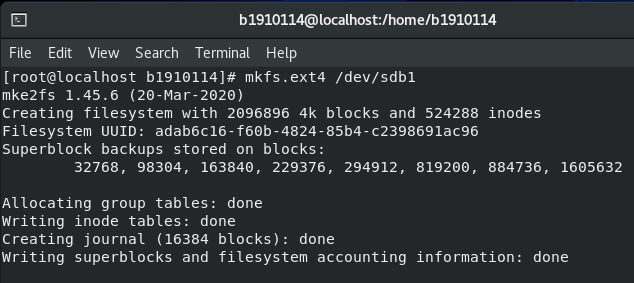 b1910114@localhost:/home/b1910114
File Edit View Search Terminal Help
[root@localhost b1910114]# mkfs.ext4 /dev/sdb1
mke2fs 1.45.6 (20-Mar-2020)
Creating filesystem with 2096896 4k blocks and 524288 inodes
Filesystem UUID: adab6c16-f60b-4824-85b4-c2398691ac96
Superblock backups stored on blocks:
32768, 98304, 163840, 229376, 294912, 819200, 884736, 1605632
Allocating group tables: done
Writing inode tables: done
Creating journal (16384 blocks): done
Writing superblocks and filesystem accounting information: done